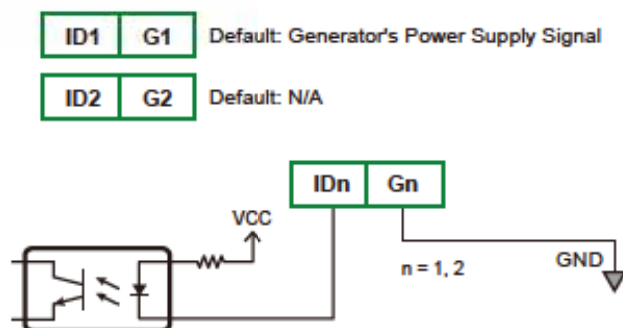 ID1 G1 Default: Generator's Power Supply Signal
ID2 G2 Default: N/A
IDn Gn
VCC
n = 1, 2 GND